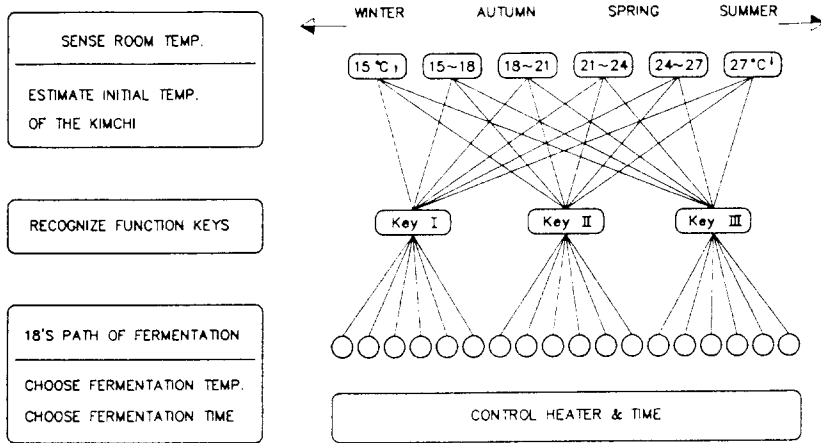 WINTER AUTUMN SPRING SUMMER
SENSE ROOM TEMP.
15 ℃↓ 15~18 18~21 21~24 24~27 27℃↑
ESTIMATE INITIAL TEMP.
OF THE KIMCHI
RECOGNIZE FUNCTION KEYS
Key Ⅰ Key Ⅱ Key Ⅲ
18'S PATH OF FERMENTATION
CHOOSE FERMENTATION TEMP.
CHOOSE FERMENTATION TIME
CONTROL HEATER & TIME